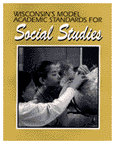 WISCONSIN'S MODEL
ACADEMIC STANDARDS FOR
Social Studies